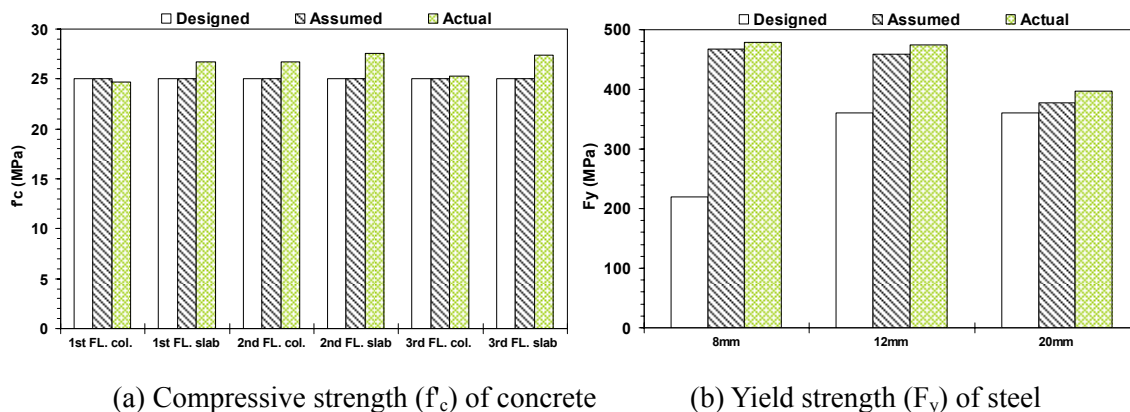 Designed Assumed Actual
30
25
20
15
10
5
0
f'c (MPa)
1st FL. col. 1st FL. slab 2nd FL. col. 2nd FL. slab 3rd FL. col. 3rd FL. slab
(a) Compressive strength (f'c) of concrete
Designed Assumed Actual
500
400
300
200
100
0
Fy (MPa)
8mm 12mm 20mm
(b) Yield strength (Fy) of steel